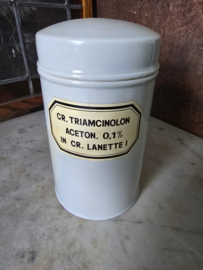 CR. TRIAMCINOLON
ACETON. 0,1%
IN CR. LANETTE I